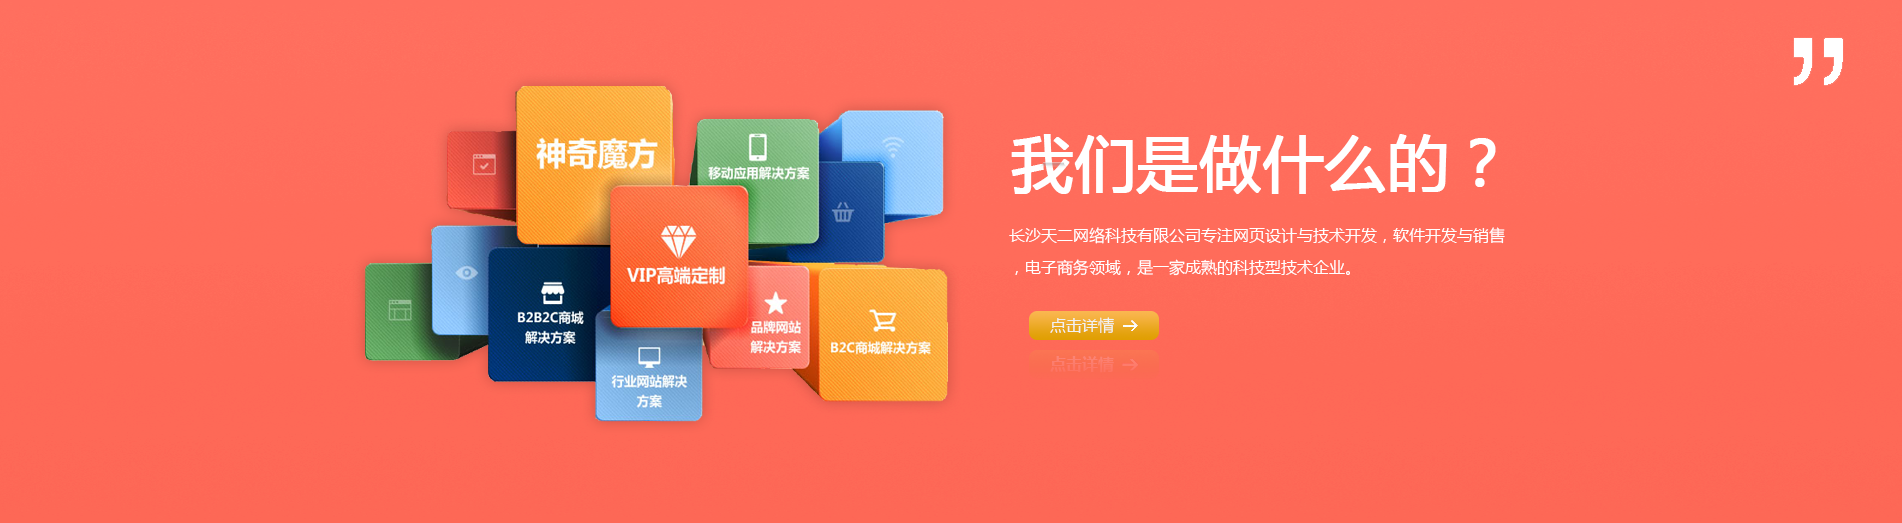 神奇魔方
移动应用解决方案
VIP高端定制
B2B2C商城
解决方案
品牌网站
解决方案
B2C商城解决方案
行业网站解决
方案
”
我们是做什么的？
长沙天二网络科技有限公司专注网页设计与技术开发，软件开发与销售
，电子商务领域，是一家成熟的科技型技术企业。
点击详情 →
点击详情 →